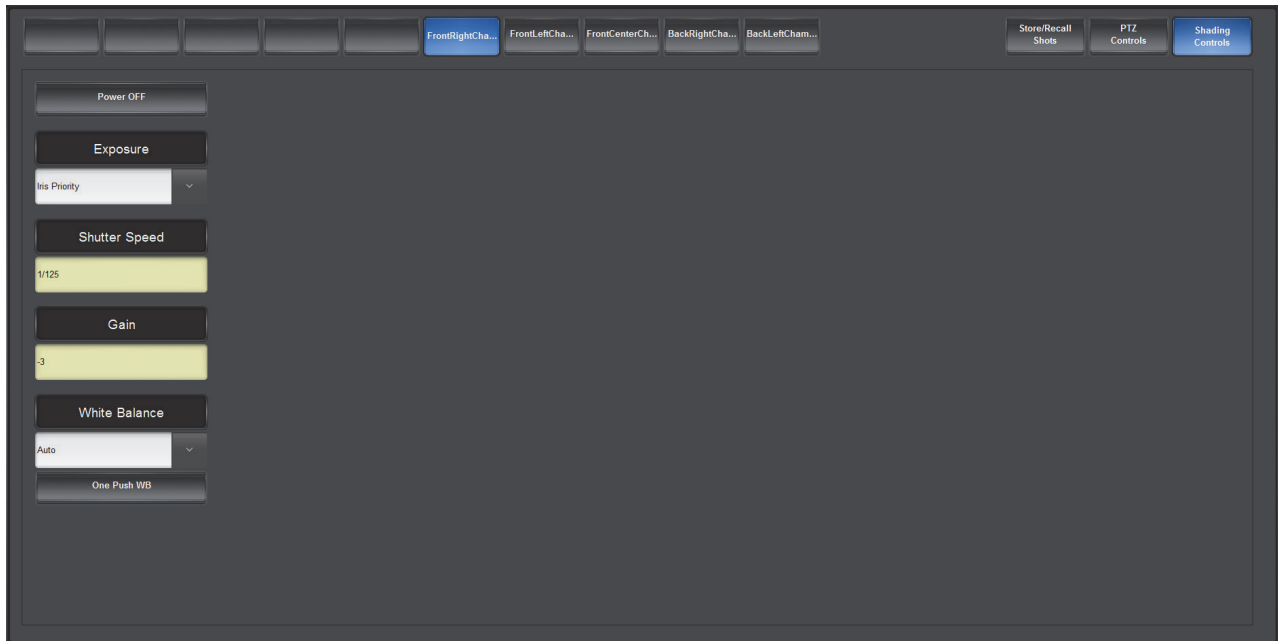 FrontRightCha...
FrontLeftCha...
FrontCenterCh...
BackRightCha...
BackLeftCham...
Store/Recall
Shots
PTZ
Controls
Shading
Controls
Power OFF
Exposure
Iris Priority
Shutter Speed
1/125
Gain
-3
White Balance
Auto
One Push WB